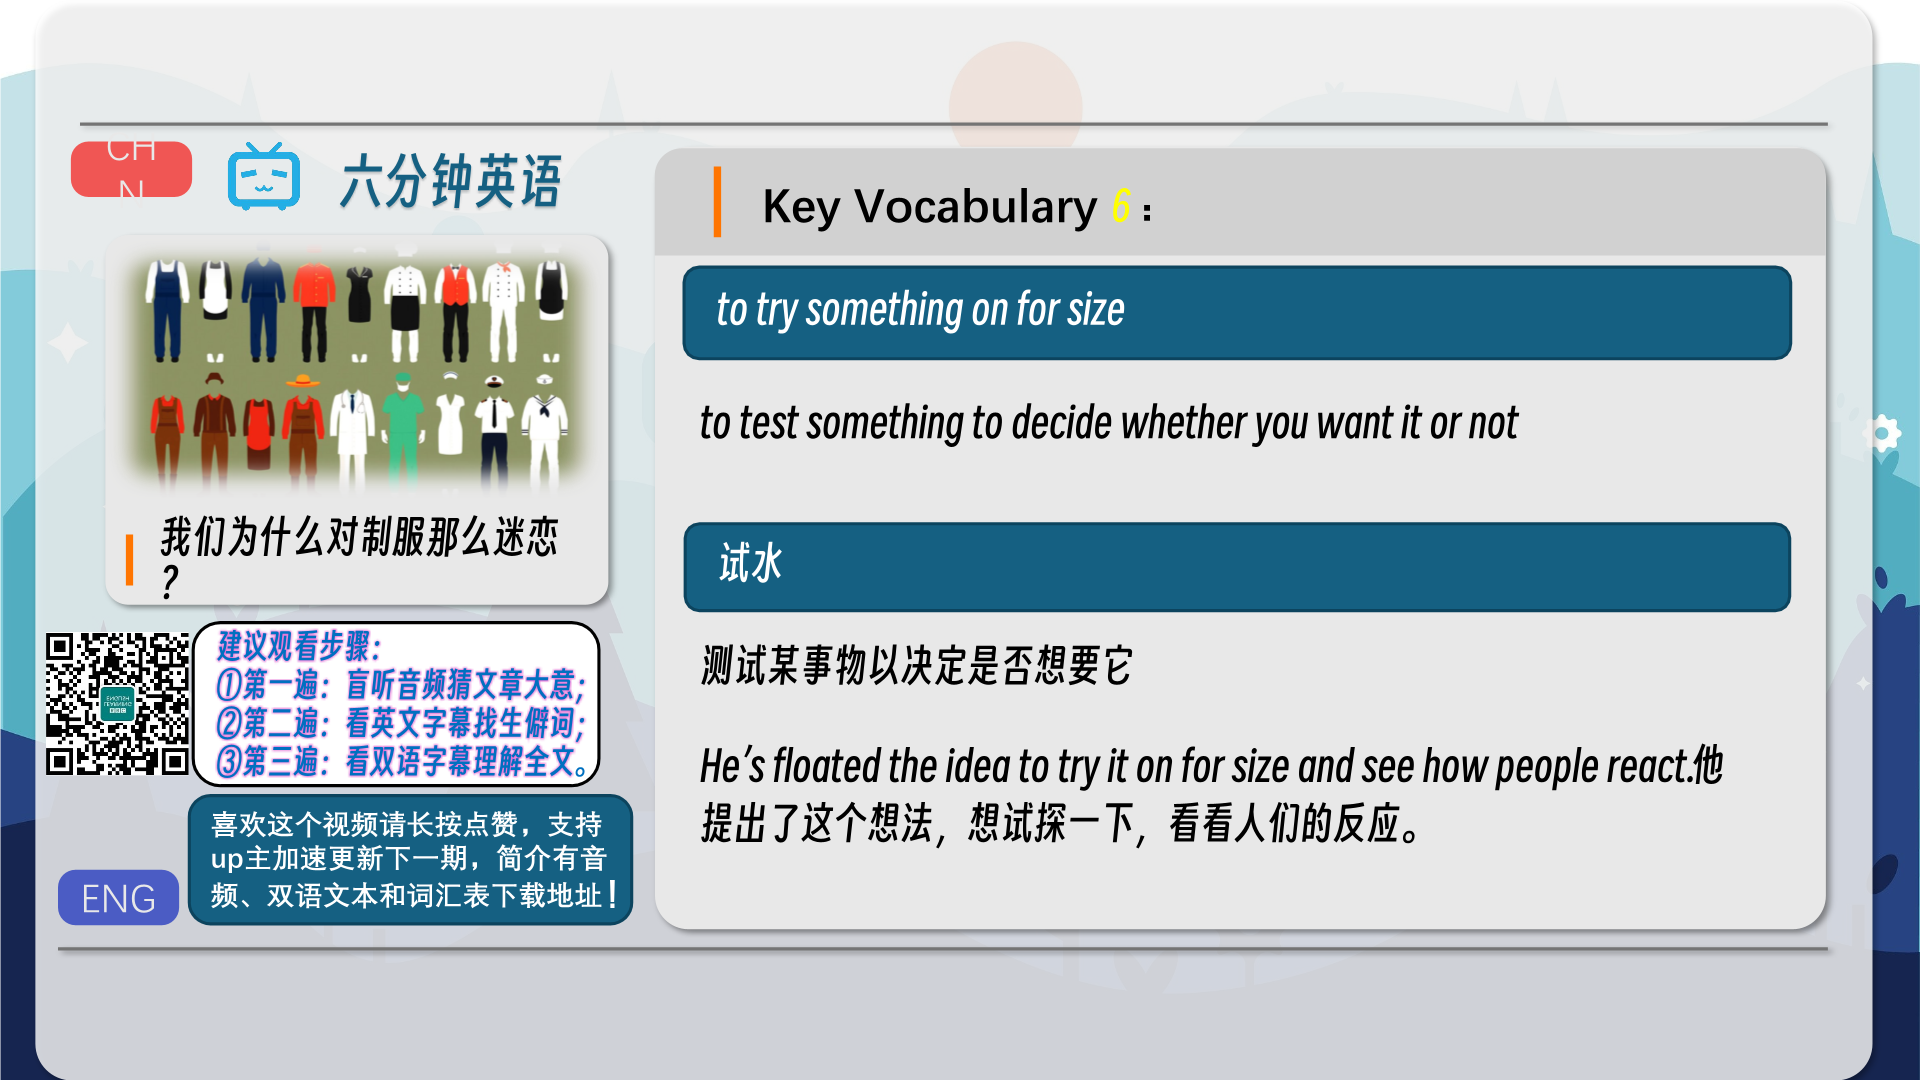 CH
N
六分钟英语
我们为什么对制服那么迷恋
？
建议观看步骤：
①第一遍：盲听音频猜文章大意；
②第二遍：看英文字幕找生僻词；
③第三遍：看双语字幕理解全文。
喜欢这个视频请长按点赞，支持
up主加速更新下一期，简介有音
频、双语文本和词汇表下载地址！
ENG
Key Vocabulary 6：
to try something on for size
to test something to decide whether you want it or not
试水
测试某事物以决定是否想要它
He’s floated the idea to try it on for size and see how people react.他
提出了这个想法，想试探一下，看看人们的反应。